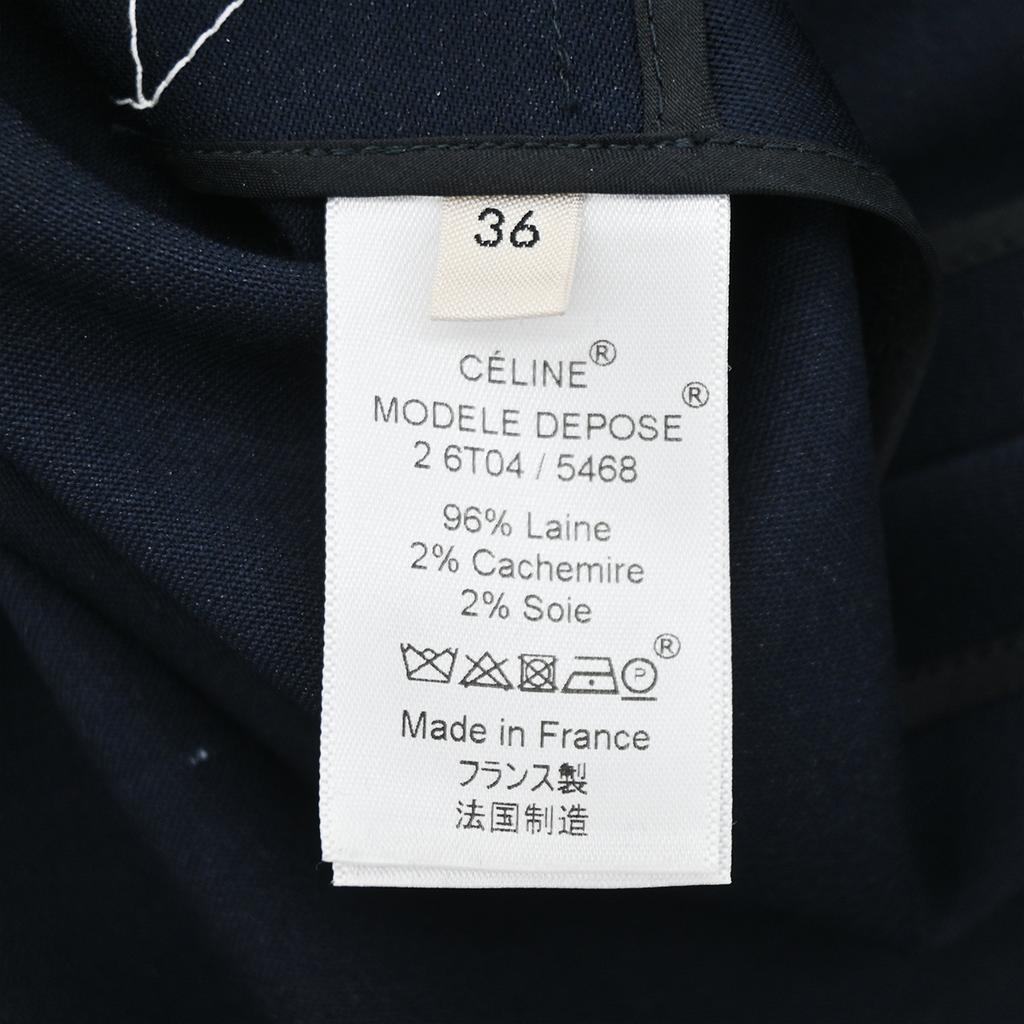 36
CÉLINE®
MODELE DEPOSE®
2 6T04 / 5468
96% Laine
2% Cachemire
2% Soie
P ®
Made in France
フランス製
法国制造